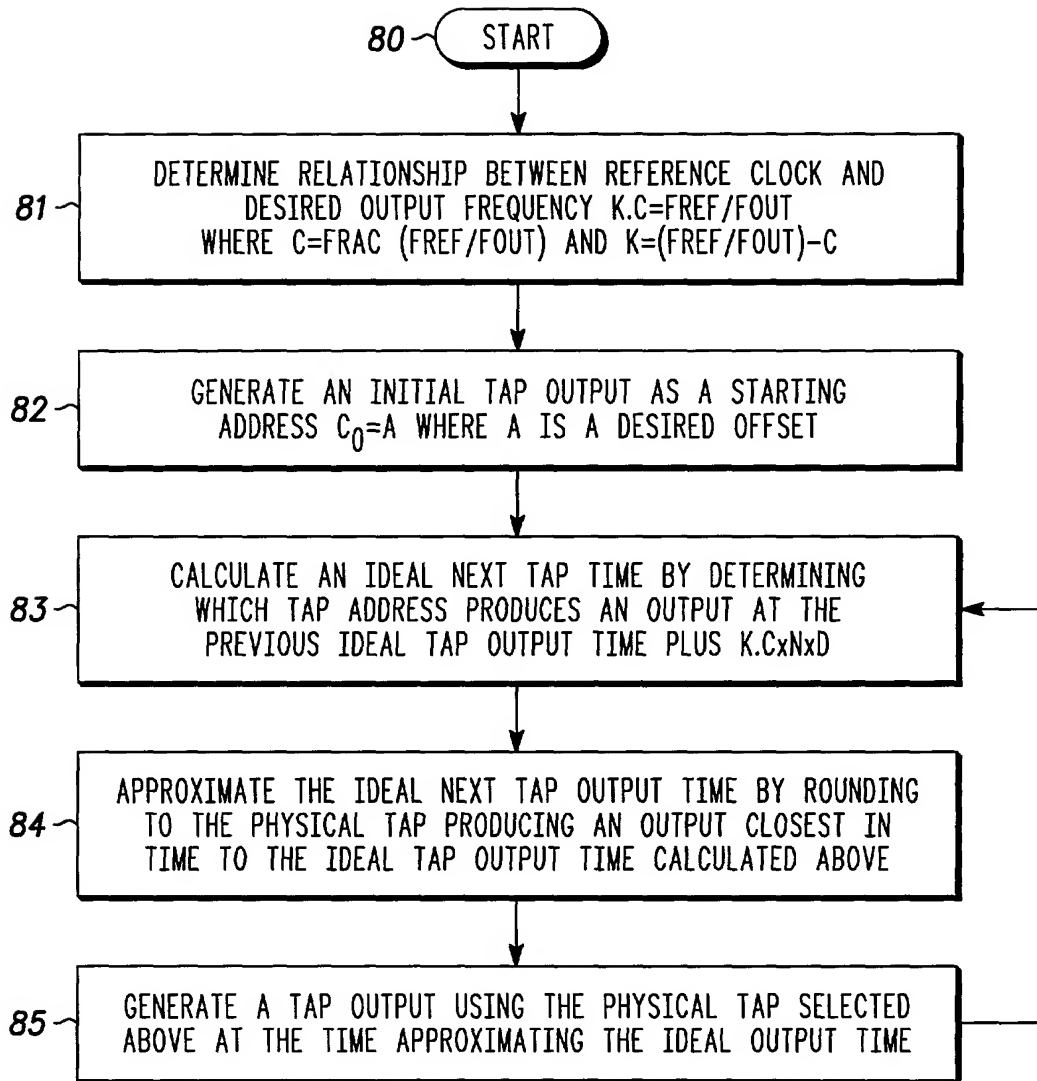 80
START
81
DETERMINE RELATIONSHIP BETWEEN REFERENCE CLOCK AND
DESIRED OUTPUT FREQUENCY K.C=FREF/FOUT
WHERE C=FRAC (FREF/FOUT) AND K=(FREF/FOUT)-C
82
GENERATE AN INITIAL TAP OUTPUT AS A STARTING
ADDRESS C0=A WHERE A IS A DESIRED OFFSET
83
CALCULATE AN IDEAL NEXT TAP TIME BY DETERMINING
WHICH TAP ADDRESS PRODUCES AN OUTPUT AT THE
PREVIOUS IDEAL TAP OUTPUT TIME PLUS K.CxNxD
84
APPROXIMATE THE IDEAL NEXT TAP OUTPUT TIME BY ROUNDING
TO THE PHYSICAL TAP PRODUCING AN OUTPUT CLOSEST IN
TIME TO THE IDEAL TAP OUTPUT TIME CALCULATED ABOVE
85
GENERATE A TAP OUTPUT USING THE PHYSICAL TAP SELECTED
ABOVE AT THE TIME APPROXIMATING THE IDEAL OUTPUT TIME